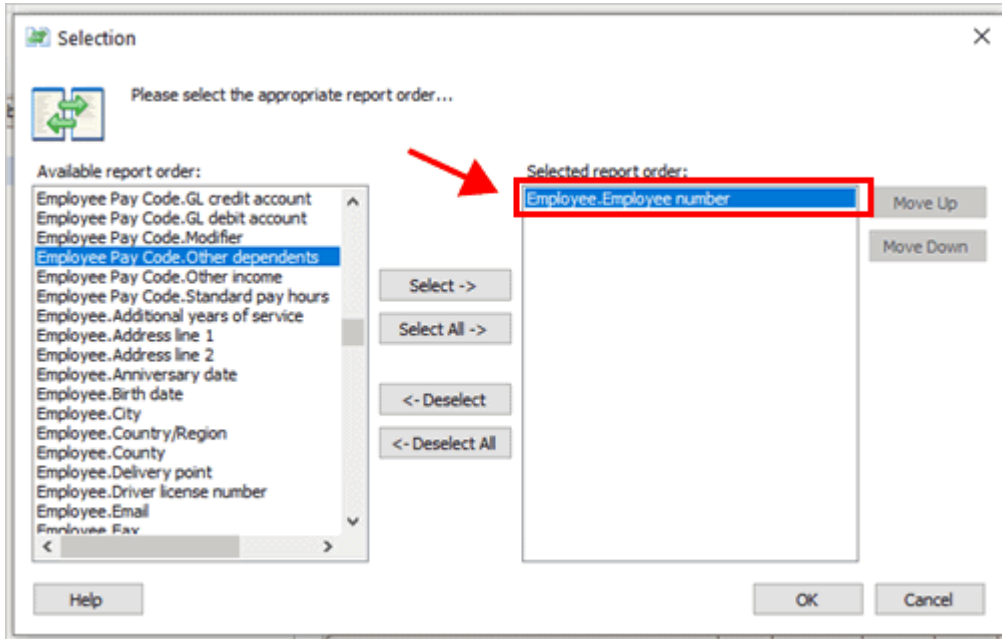 Selection
Please select the appropriate report order...
Available report order:
Employee Pay Code.GL credit account
Employee Pay Code.GL debit account
Employee Pay Code.Modifier
Employee Pay Code.Other dependents
Employee Pay Code.Other income
Employee Pay Code.Standard pay hours
Employee.Additional years of service
Employee.Address line 1
Employee.Address line 2
Employee.Anniversary date
Employee.Birth date
Employee.City
Employee.Country/Region
Employee.County
Employee.Delivery point
Employee.Driver license number
Employee.Email
Employee.Fax
Select ->
Select All ->
<- Deselect
<- Deselect All
Selected report order:
Employee.Employee number
Move Up
Move Down
Help
OK
Cancel